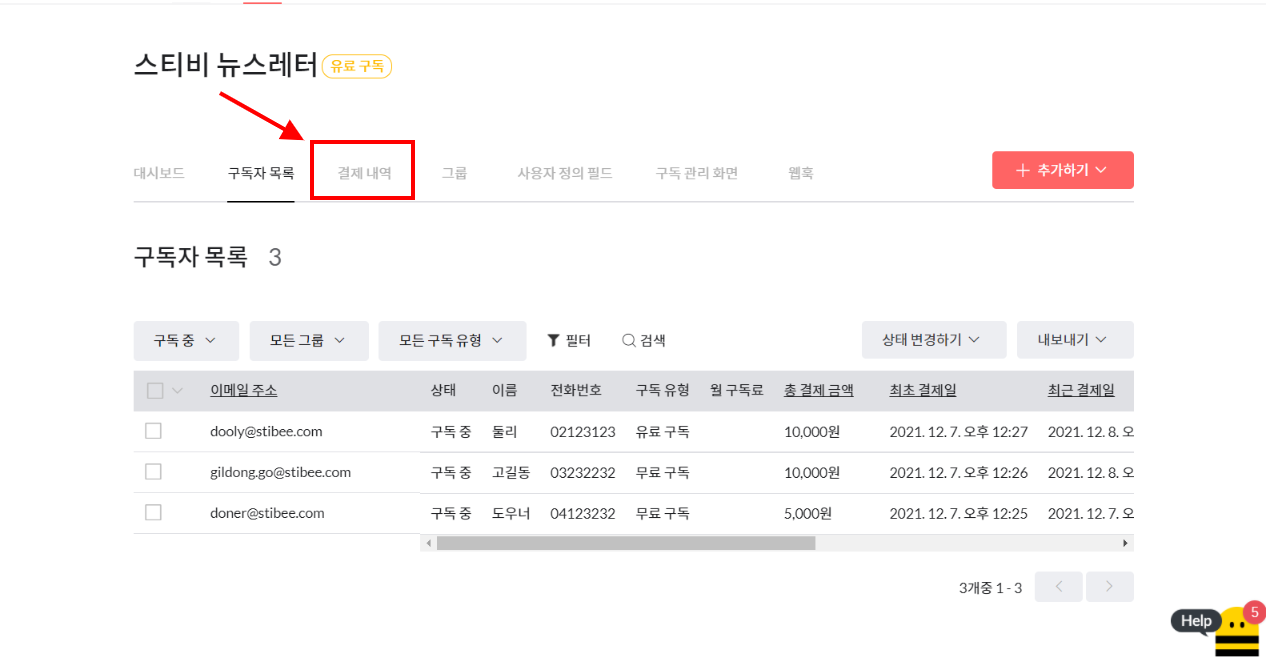 스티비 뉴스레터 유료 구독
대시보드 구독자 목록 결제 내역 그룹 사용자 정의 필드 구독 관리 화면 웹훅 추가하기
구독자 목록 3
구독 중 모든 그룹 모든 구독 유형 필터 검색 상태 변경하기 내보내기
이메일 주소 상태 이름 전화번호 구독 유형 월 구독료 총 결제 금액 최초 결제일 최근 결제일
dooly@stibee.com 구독 중 둘리 02123123 유료 구독 10,000원 2021. 12. 7. 오후 12:27 2021. 12. 8. 오
gildong.go@stibee.com 구독 중 고길동 03232232 무료 구독 10,000원 2021. 12. 7. 오후 12:26 2021. 12. 8. 오
doner@stibee.com 구독 중 도우너 04123232 무료 구독 5,000원 2021. 12. 7. 오후 12:25 2021. 12. 7. 오
3개중 1 - 3
Help 5